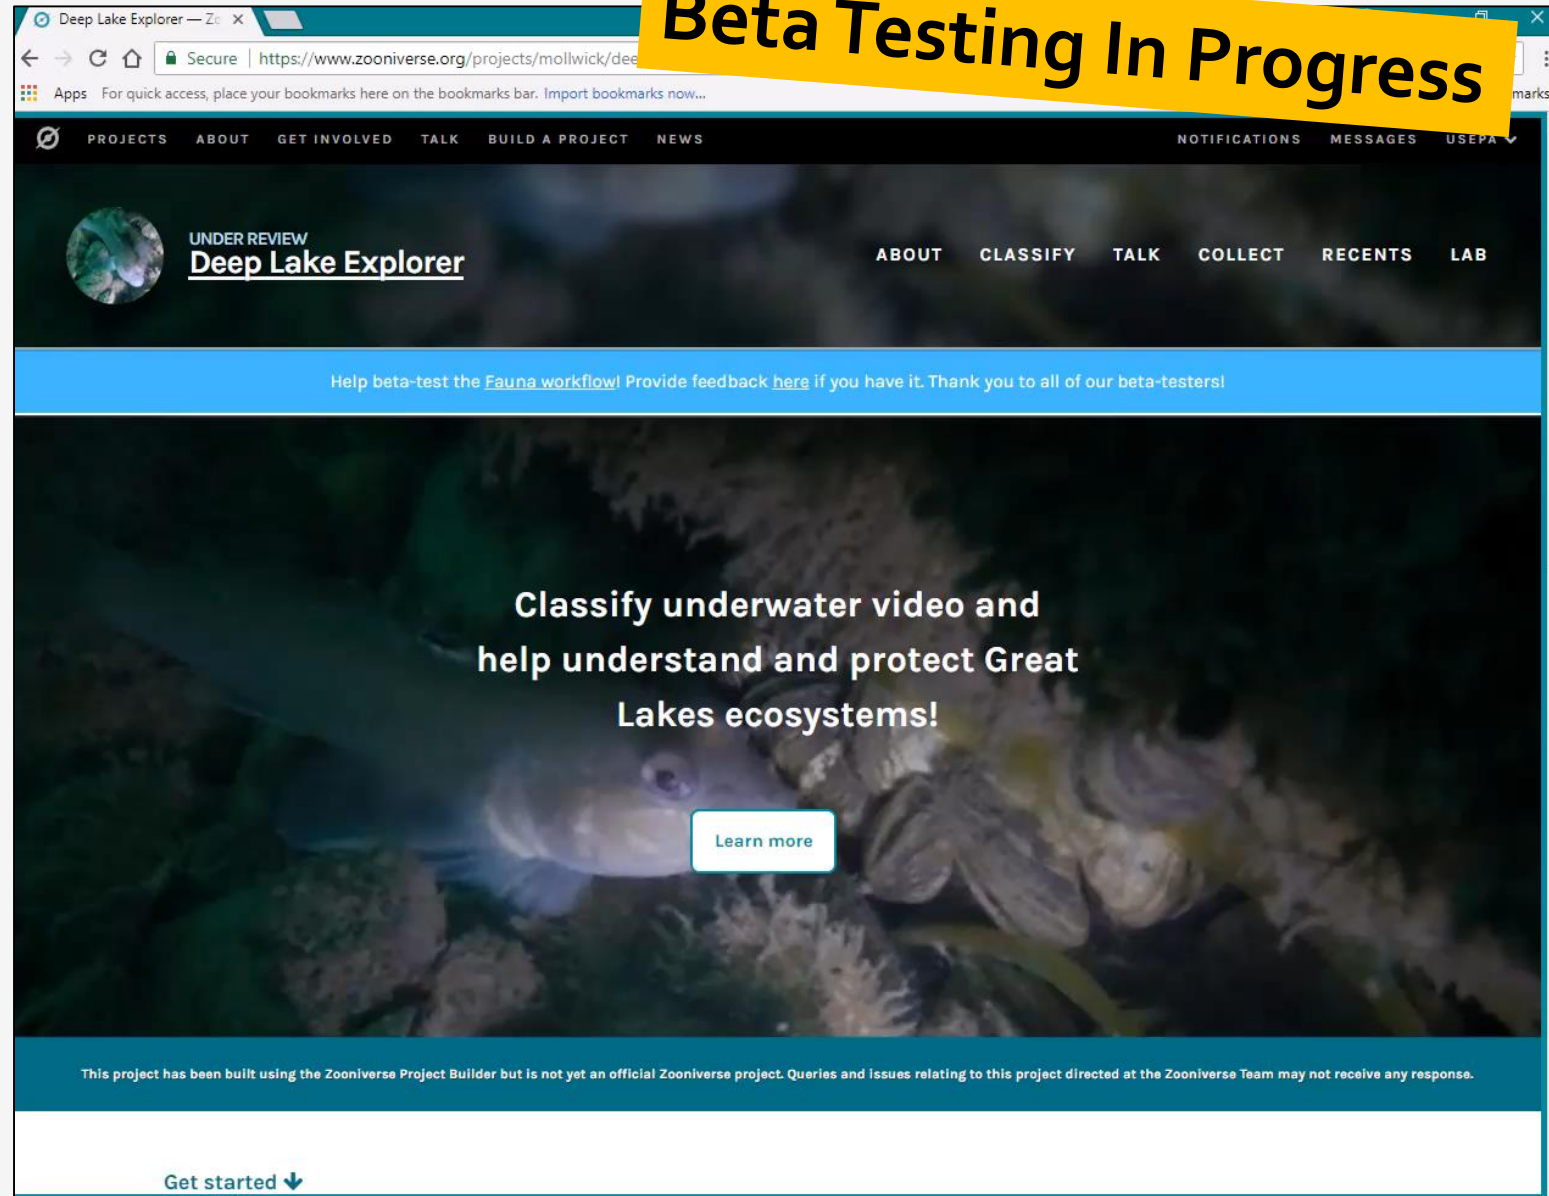 Beta Testing In Progress
Deep Lake Explorer — Zo
Secure https://www.zooniverse.org/projects/mollwick/dee
Apps For quick access, place your bookmarks here on the bookmarks bar. Import bookmarks now...
marks
PROJECTS ABOUT GET INVOLVED TALK BUILD A PROJECT NEWS NOTIFICATIONS MESSAGES USEPA
UNDER REVIEW
Deep Lake Explorer
ABOUT CLASSIFY TALK COLLECT RECENTS LAB
Help beta-test the Fauna workflow! Provide feedback here if you have it. Thank you to all of our beta-testers!
Classify underwater video and
help understand and protect Great
Lakes ecosystems!
Learn more
This project has been built using the Zooniverse Project Builder but is not yet an official Zooniverse project. Queries and issues relating to this project directed at the Zooniverse Team may not receive any response.
Get started